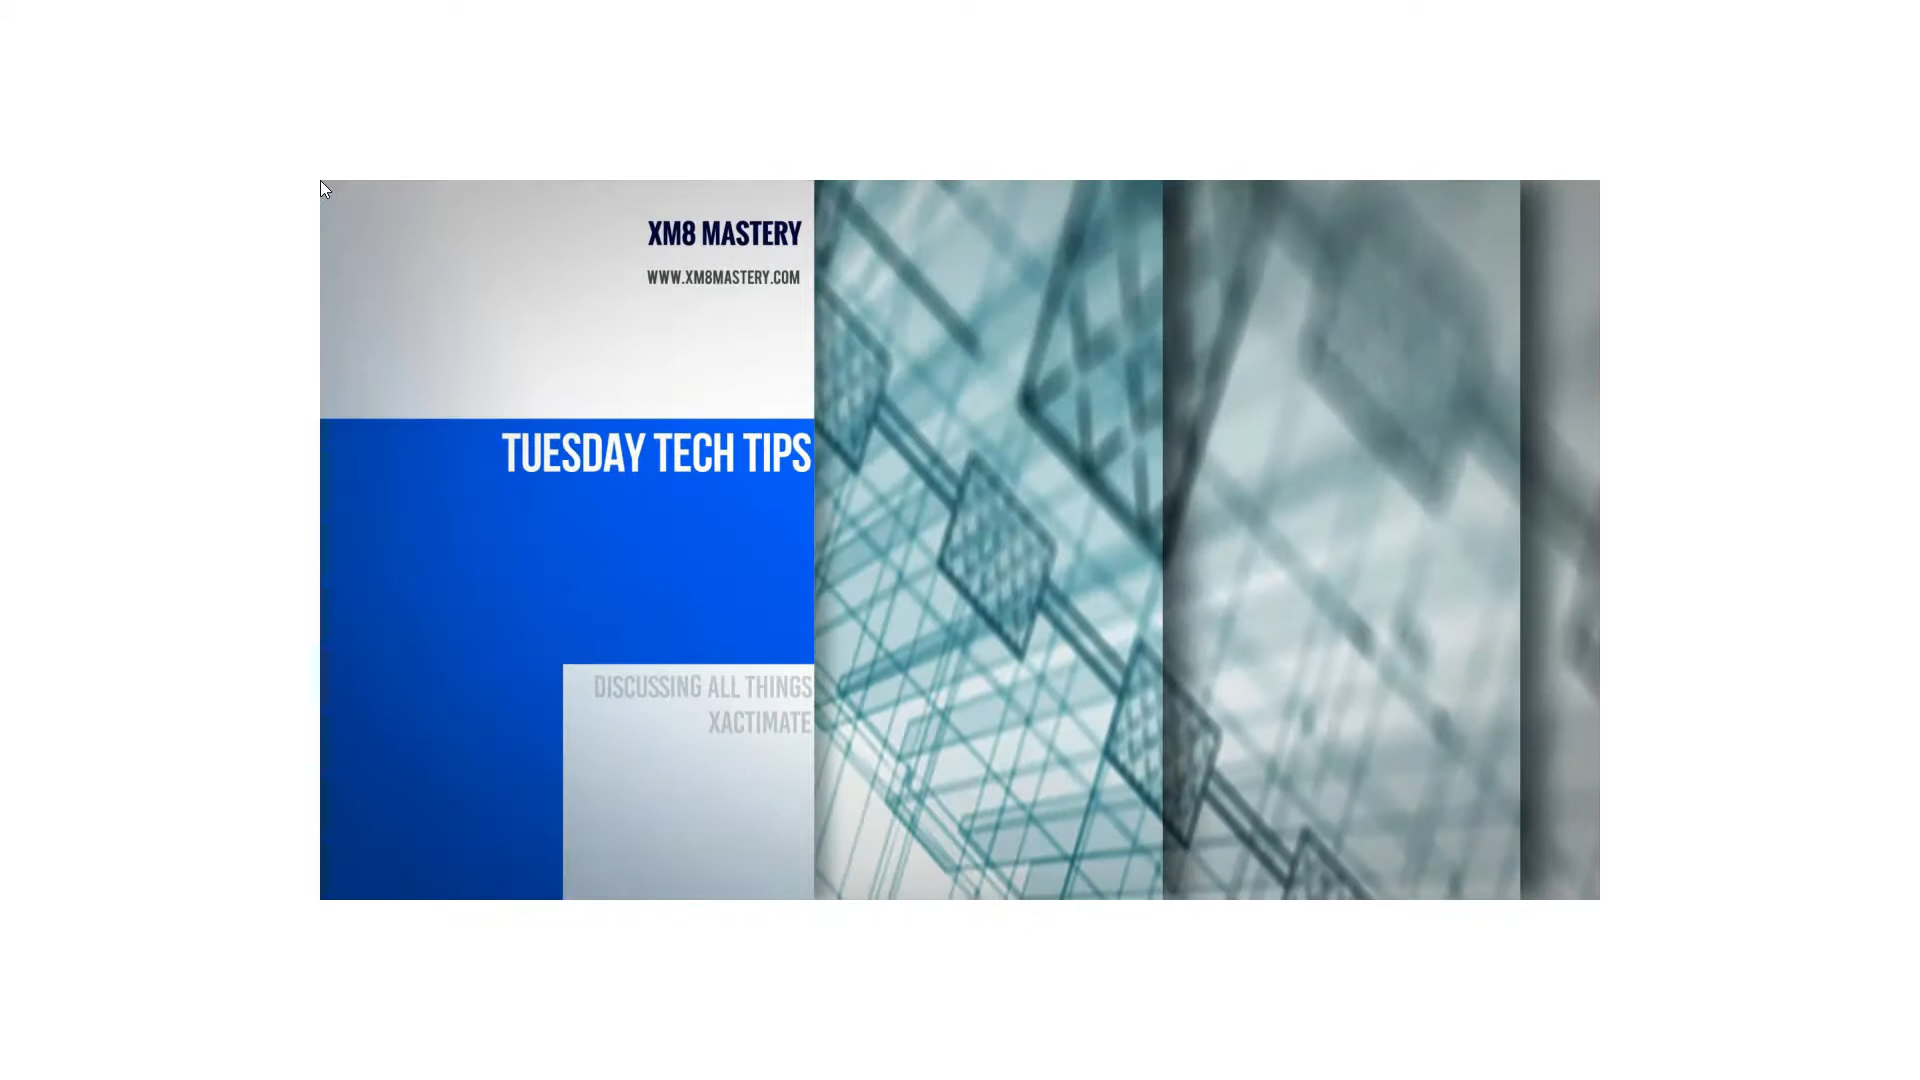 XM8 MASTERY
WWW.XM8MASTERY.COM
TUESDAY TECH TIPS
DISCUSSING ALL THINGS
XACTIMATE